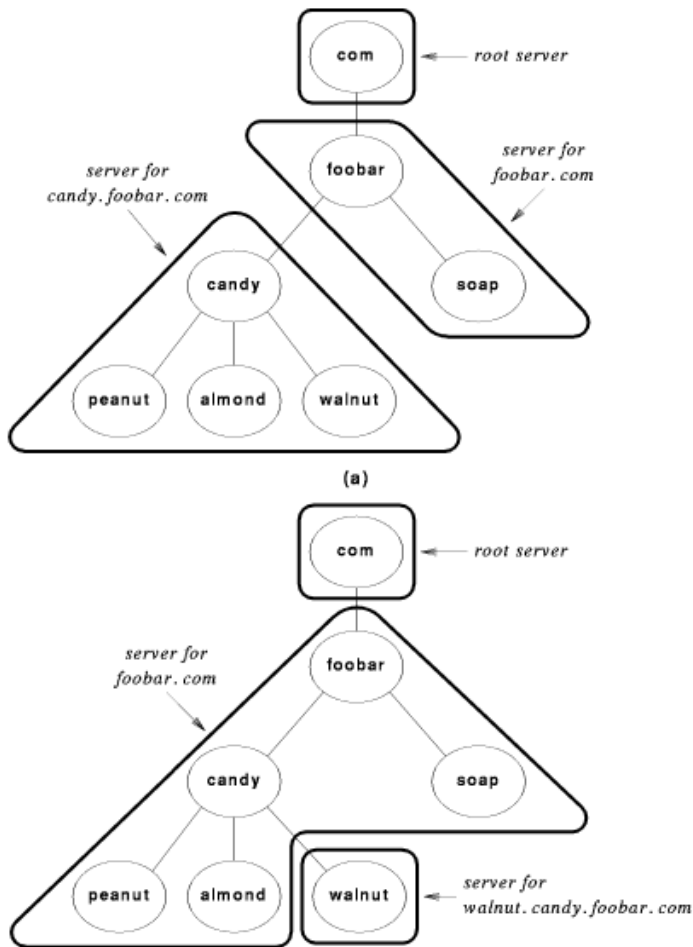 com
root server
server for
candy.foobar.com
foobar
server for
foobar.com
candy
soap
peanut
almond
walnut
(a)
com
root server
server for
foobar.com
foobar
candy
soap
peanut
almond
walnut
server for
walnut.candy.foobar.com